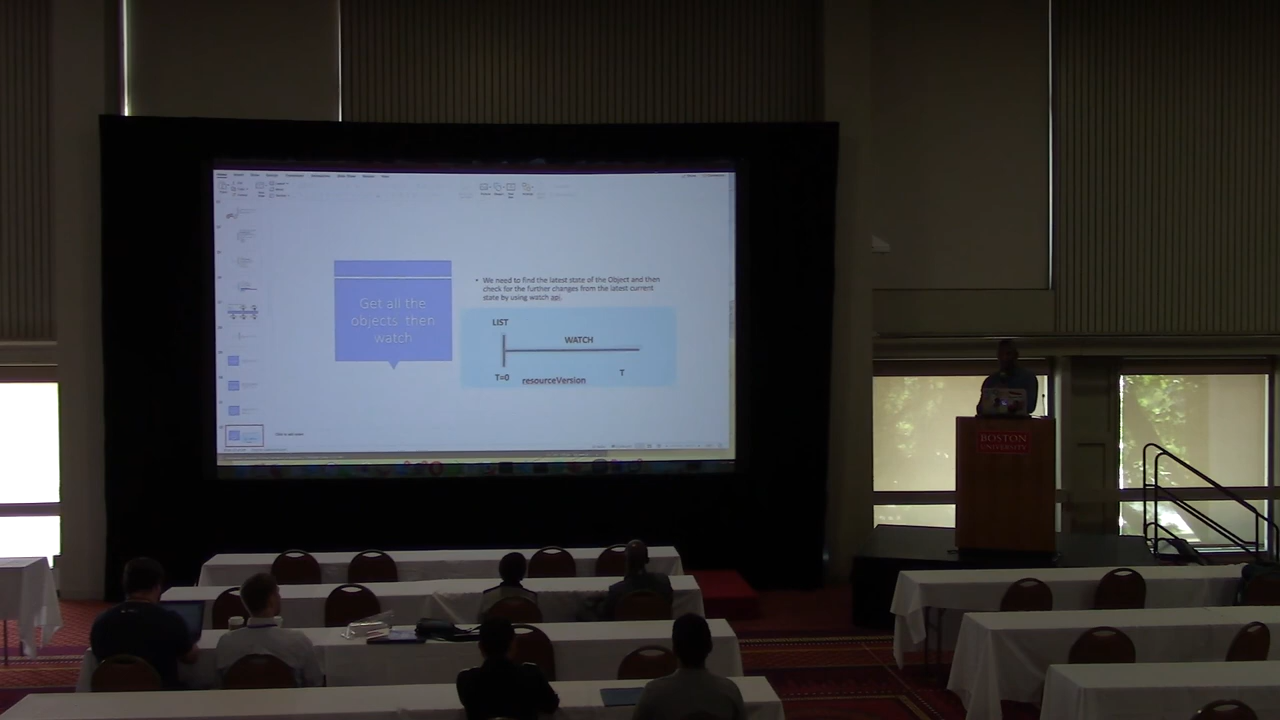 Get all the
objects then
watch
• We need to find the latest state of the Object and then
check for the further changes from the latest current
state by using watch api.
LIST
WATCH
T=0
resourceVersion
T
BOSTON
UNIVERSITY